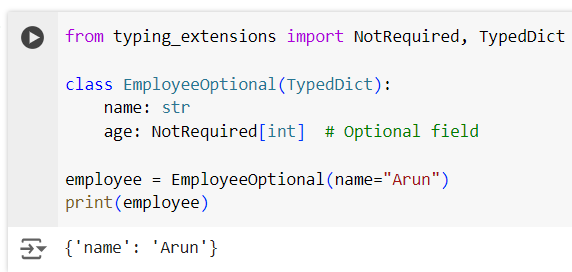 from typing_extensions import NotRequired, TypedDict
class EmployeeOptional(TypedDict):
    name: str
    age: NotRequired[int]  # Optional field
employee = EmployeeOptional(name="Arun")
print(employee)
{'name': 'Arun'}